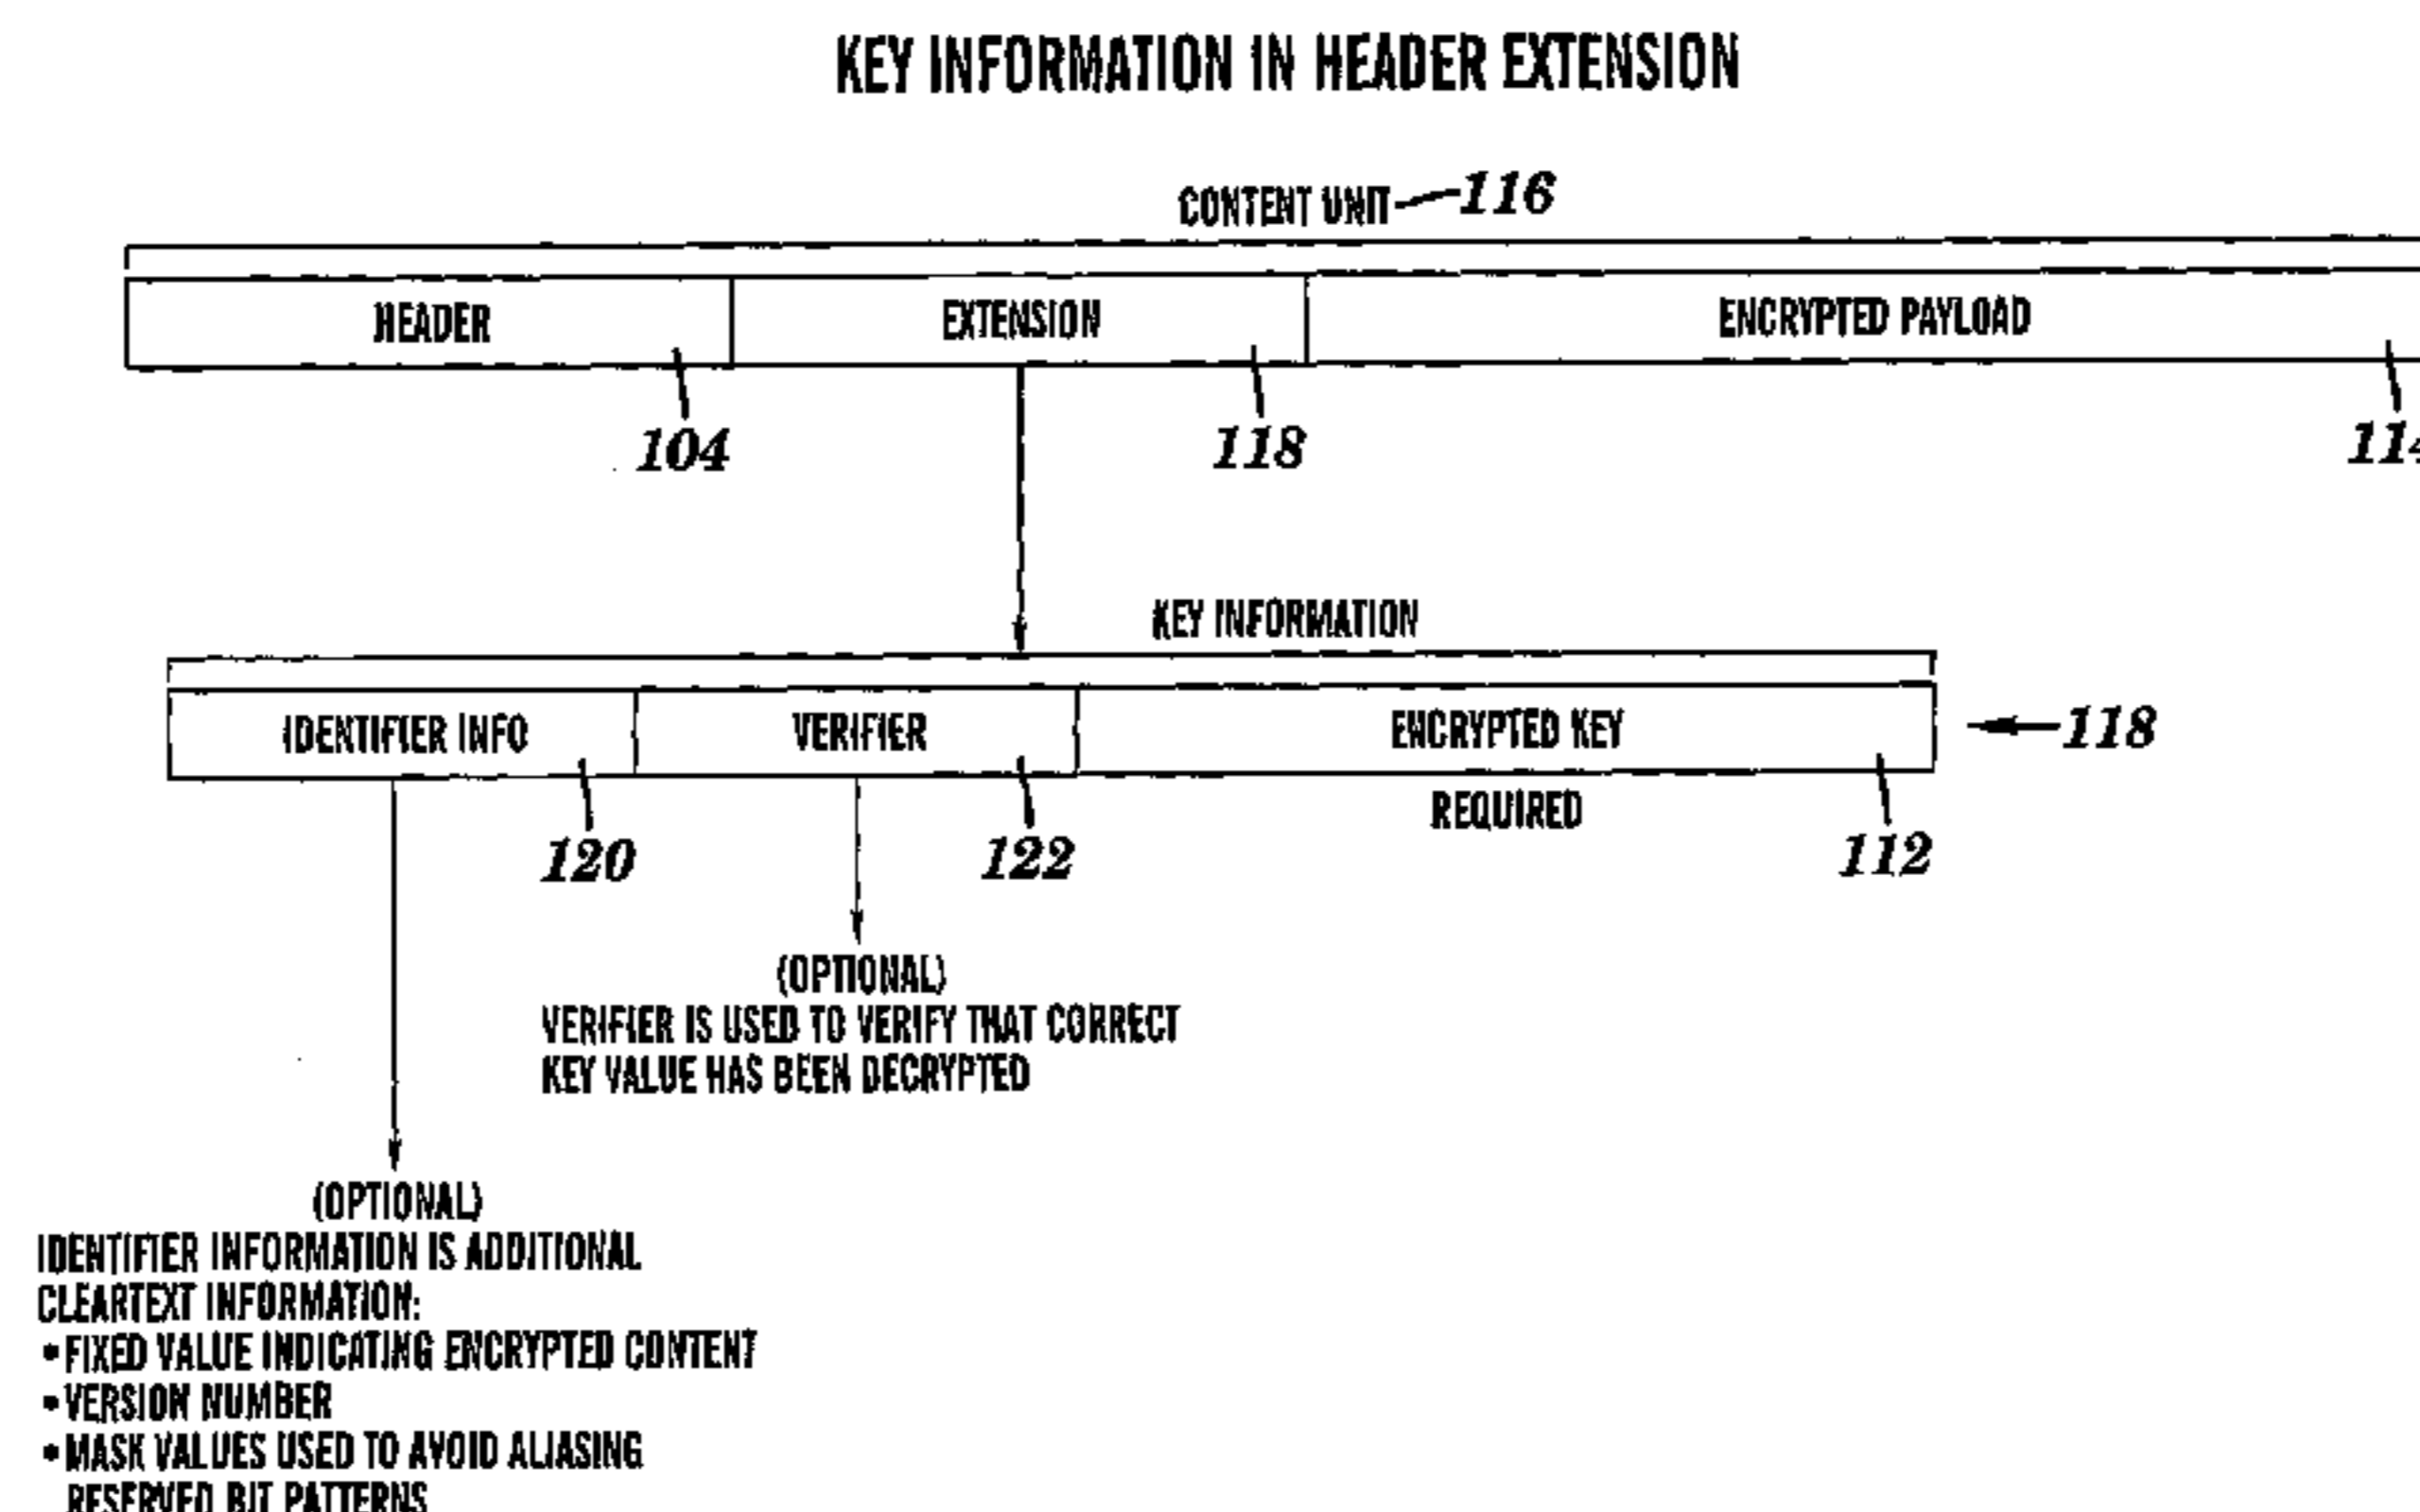 KEY INFORMATION IN HEADER EXTENSION
CONTENT UNIT 116
HEADER EXTENSION ENCRYPTED PAYLOAD
104 118 114
KEY INFORMATION
IDENTIFIER INFO VERIFIER ENCRYPTED KEY 118
REQUIRED
120 122 112
(OPTIONAL)
VERIFIER IS USED TO VERIFY THAT CORRECT
KEY VALUE HAS BEEN DECRYPTED
(OPTIONAL)
IDENTIFIER INFORMATION IS ADDITIONAL
CLEARTEXT INFORMATION:
•FIXED VALUE INDICATING ENCRYPTED CONTENT
•VERSION NUMBER
•MASK VALUES USED TO AVOID ALIASING
RESERVED BIT PATTERNS